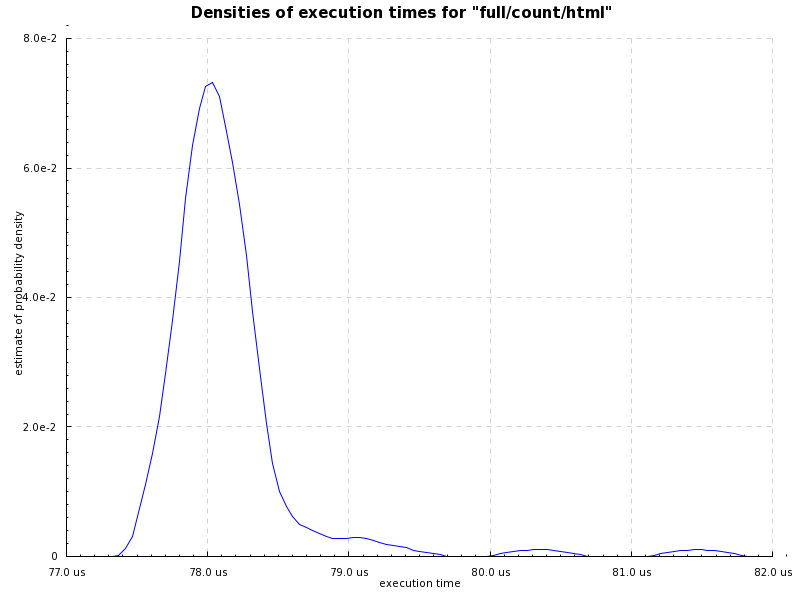 Densities of execution times for "full/count/html"
8.0e-2
6.0e-2
4.0e-2
2.0e-2
0
estimate of probability density
77.0 us 78.0 us 79.0 us 80.0 us 81.0 us 82.0 us
execution time